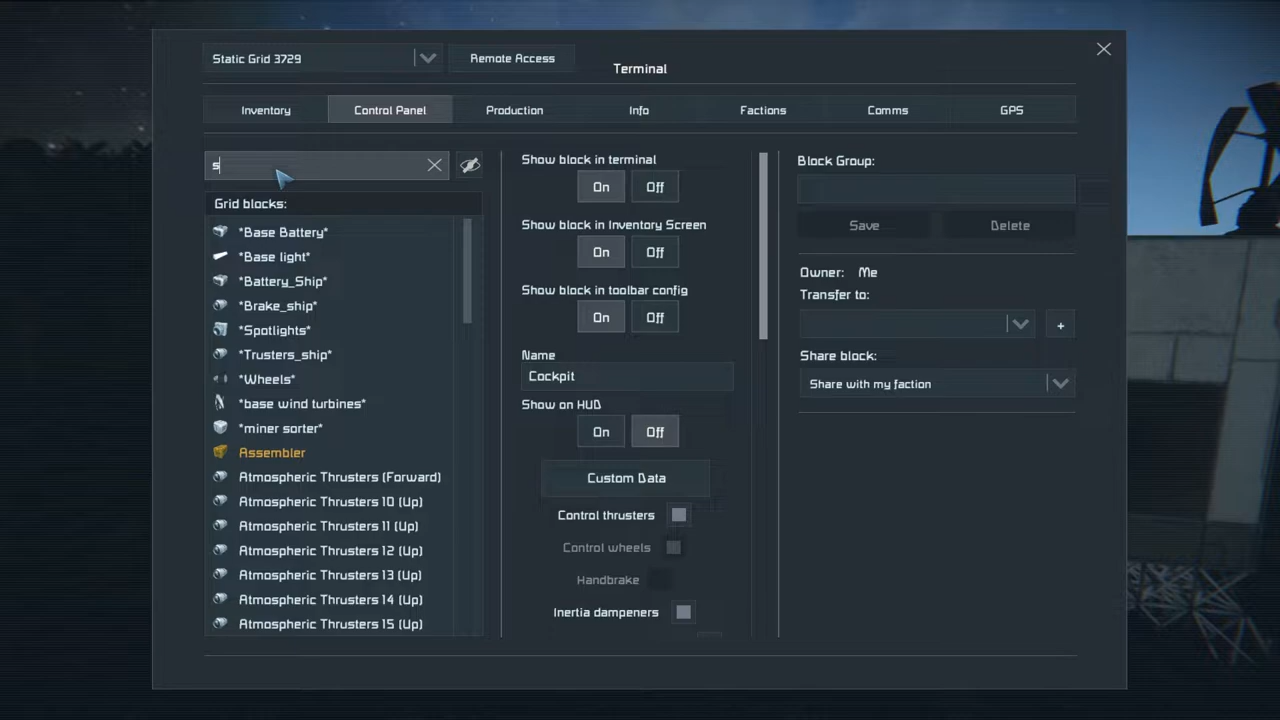 Static Grid 3729
Remote Access
Terminal
Inventory
Control Panel
Production
Info
Factions
Comms
GPS
s
Grid blocks:
*Base Battery*
*Base light*
*Battery_Ship*
*Brake_ship*
*Spotlights*
*Trusters_ship*
*Wheels*
*base wind turbines*
*miner sorter*
Assembler
Atmospheric Thrusters (Forward)
Atmospheric Thrusters 10 (Up)
Atmospheric Thrusters 11 (Up)
Atmospheric Thrusters 12 (Up)
Atmospheric Thrusters 13 (Up)
Atmospheric Thrusters 14 (Up)
Atmospheric Thrusters 15 (Up)
Show block in terminal
On Off
Show block in Inventory Screen
On Off
Show block in toolbar config
On Off
Name
Cockpit
Show on HUD
On Off
Custom Data
Control thrusters
Control wheels
Handbrake
Inertia dampeners
Block Group:
Save Delete
Owner: Me
Transfer to:
+
Share block:
Share with my faction